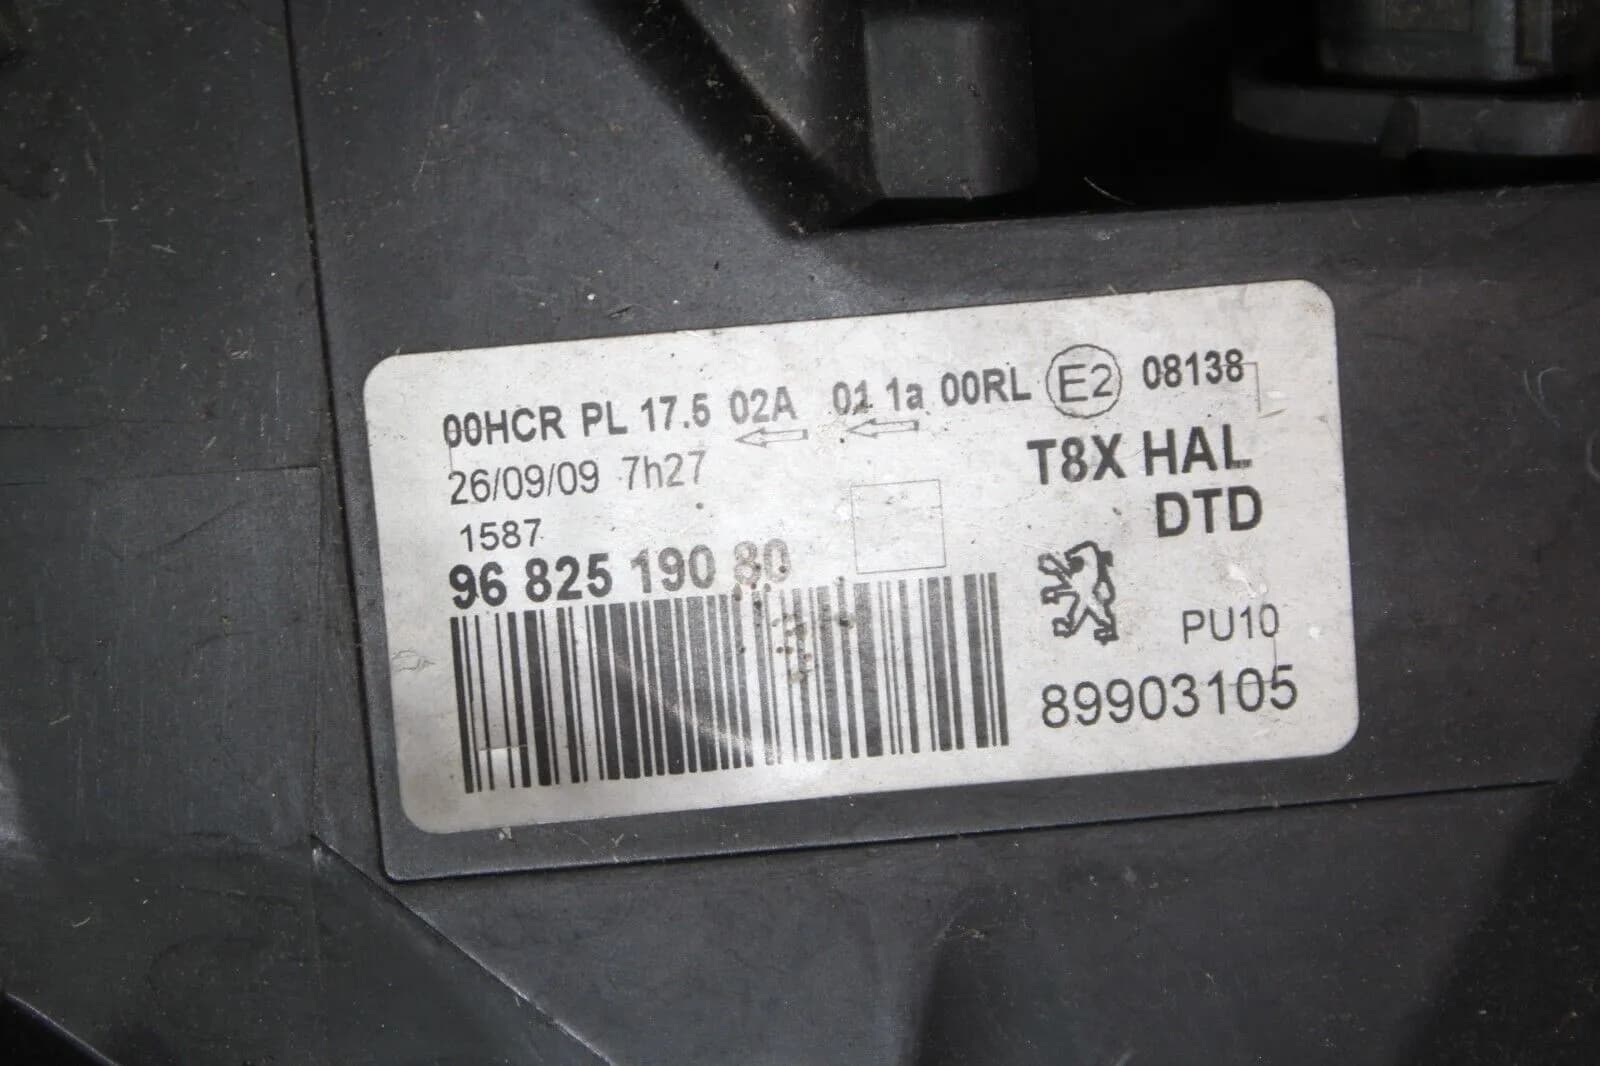 00HCR PL 17.5 02A 01 1a 00RL E2 08138
26/09/09 7h27
T8X HAL
DTD
1587
96 825 190 80
PU10
89903105